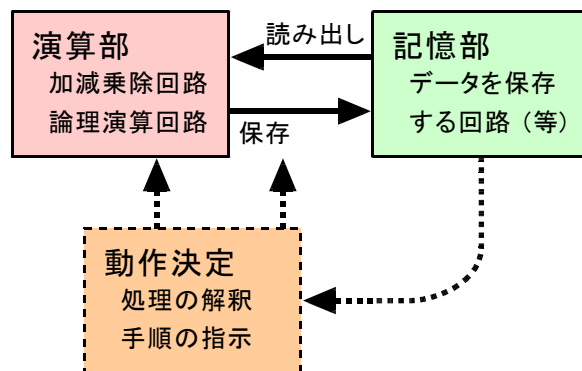 演算部
加減乗除回路
論理演算回路
読み出し
保存
記憶部
データを保存
する回路（等）
動作決定
処理の解釈
手順の指示